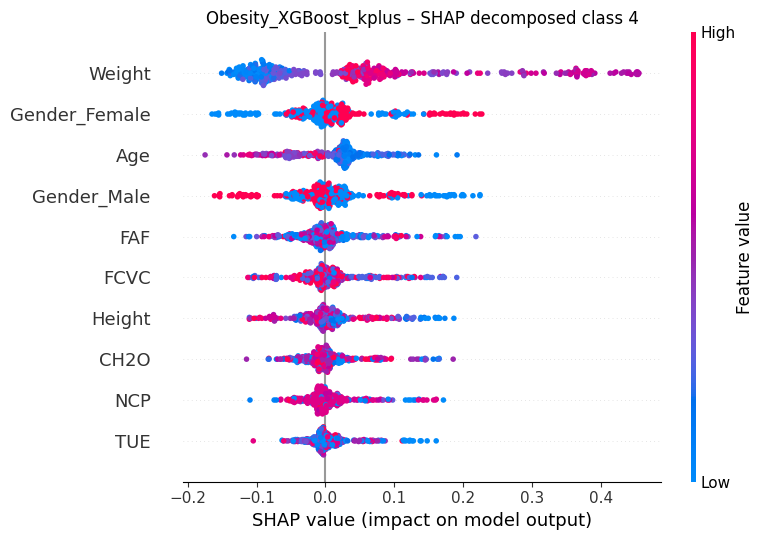 Obesity_XGBoost_kplus – SHAP decomposed class 4
High
Weight
Gender_Female
Age
Gender_Male
FAF
FCVC
Height
CH2O
NCP
TUE
Feature value
Low
−0.2 −0.1 0.0 0.1 0.2 0.3 0.4
SHAP value (impact on model output)